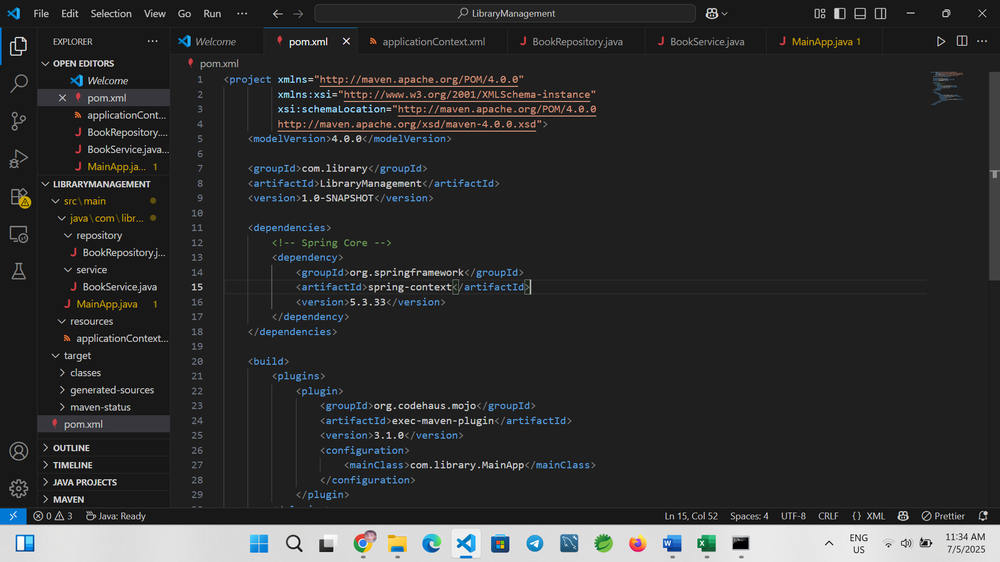 File Edit Selection View Go Run ···
LibraryManagement
EXPLORER ···
OPEN EDITORS
Welcome
pom.xml
applicationCont...
BookRepository....
BookService.java...
MainApp.ja... 1
LIBRARYMANAGEMENT
src\main
java\com\libr...
repository
BookRepository.j...
service
BookService.java
MainApp.java 1
resources
applicationContext...
target
classes
generated-sources
maven-status
pom.xml
OUTLINE
TIMELINE
JAVA PROJECTS
MAVEN
Welcome pom.xml applicationContext.xml BookRepository.java BookService.java MainApp.java 1
pom.xml
1 <project xmlns="http://maven.apache.org/POM/4.0.0"
2 xmlns:xsi="http://www.w3.org/2001/XMLSchema-instance"
3 xsi:schemaLocation="http://maven.apache.org/POM/4.0.0
4 http://maven.apache.org/xsd/maven-4.0.0.xsd">
5 <modelVersion>4.0.0</modelVersion>
6
7 <groupId>com.library</groupId>
8 <artifactId>LibraryManagement</artifactId>
9 <version>1.0-SNAPSHOT</version>
10
11 <dependencies>
12 <!-- Spring Core -->
13 <dependency>
14 <groupId>org.springframework</groupId>
15 <artifactId>spring-context</artifactId>
16 <version>5.3.33</version>
17 </dependency>
18 </dependencies>
19
20 <build>
21 <plugins>
22 <plugin>
23 <groupId>org.codehaus.mojo</groupId>
24 <artifactId>exec-maven-plugin</artifactId>
25 <version>3.1.0</version>
26 <configuration>
27 <mainClass>com.library.MainApp</mainClass>
28 </configuration>
29 </plugin>
0 3 Java: Ready
Ln 15, Col 52 Spaces: 4 UTF-8 CRLF {} XML Prettier
ENG
US
11:34 AM
7/5/2025